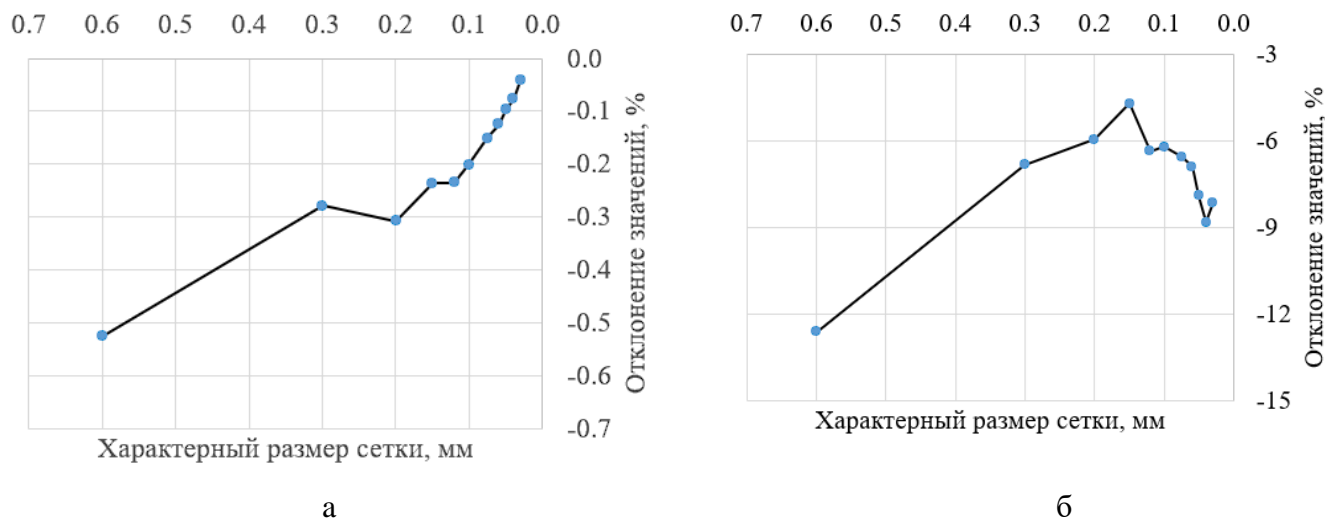 0.7 0.6 0.5 0.4 0.3 0.2 0.1 0.0
0.0
-0.1
-0.2
-0.3
-0.4
-0.5
-0.6
-0.7
Отклонение значений, %
Характерный размер сетки, мм
а
0.7 0.6 0.5 0.4 0.3 0.2 0.1 0.0
-3
-6
-9
-12
-15
Отклонение значений, %
Характерный размер сетки, мм
б